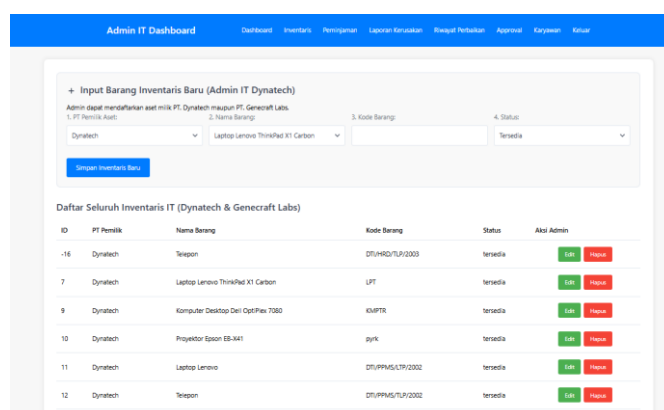 Admin IT Dashboard Dashboard Inventaris Peminjaman Laporan Kerusakan Riwayat Perbaikan Approval Karyawan Keluar
+ Input Barang Inventaris Baru (Admin IT Dynatech)
Admin dapat mendaftarkan aset milik PT. Dynatech maupun PT. Genecraft Labs.
1. PT Pemilik Aset: 2. Nama Barang: 3. Kode Barang: 4. Status:
Dynatech Laptop Lenovo ThinkPad X1 Carbon Tersedia
Simpan Inventaris Baru
Daftar Seluruh Inventaris IT (Dynatech & Genecraft Labs)
ID PT Pemilik Nama Barang Kode Barang Status Aksi Admin
-16 Dynatech Telepon DTI/HRD/TLP/2003 tersedia Edit Hapus
7 Dynatech Laptop Lenovo ThinkPad X1 Carbon LPT tersedia Edit Hapus
9 Dynatech Komputer Desktop Dell OptiPlex 7080 KMPTR tersedia Edit Hapus
10 Dynatech Proyektor Epson EB-X41 pyrk tersedia Edit Hapus
11 Dynatech Laptop Lenovo DTI/PPMS/LTP/2002 tersedia Edit Hapus
12 Dynatech Telepon DTI/PPMS/TLP/2002 tersedia Edit Hapus